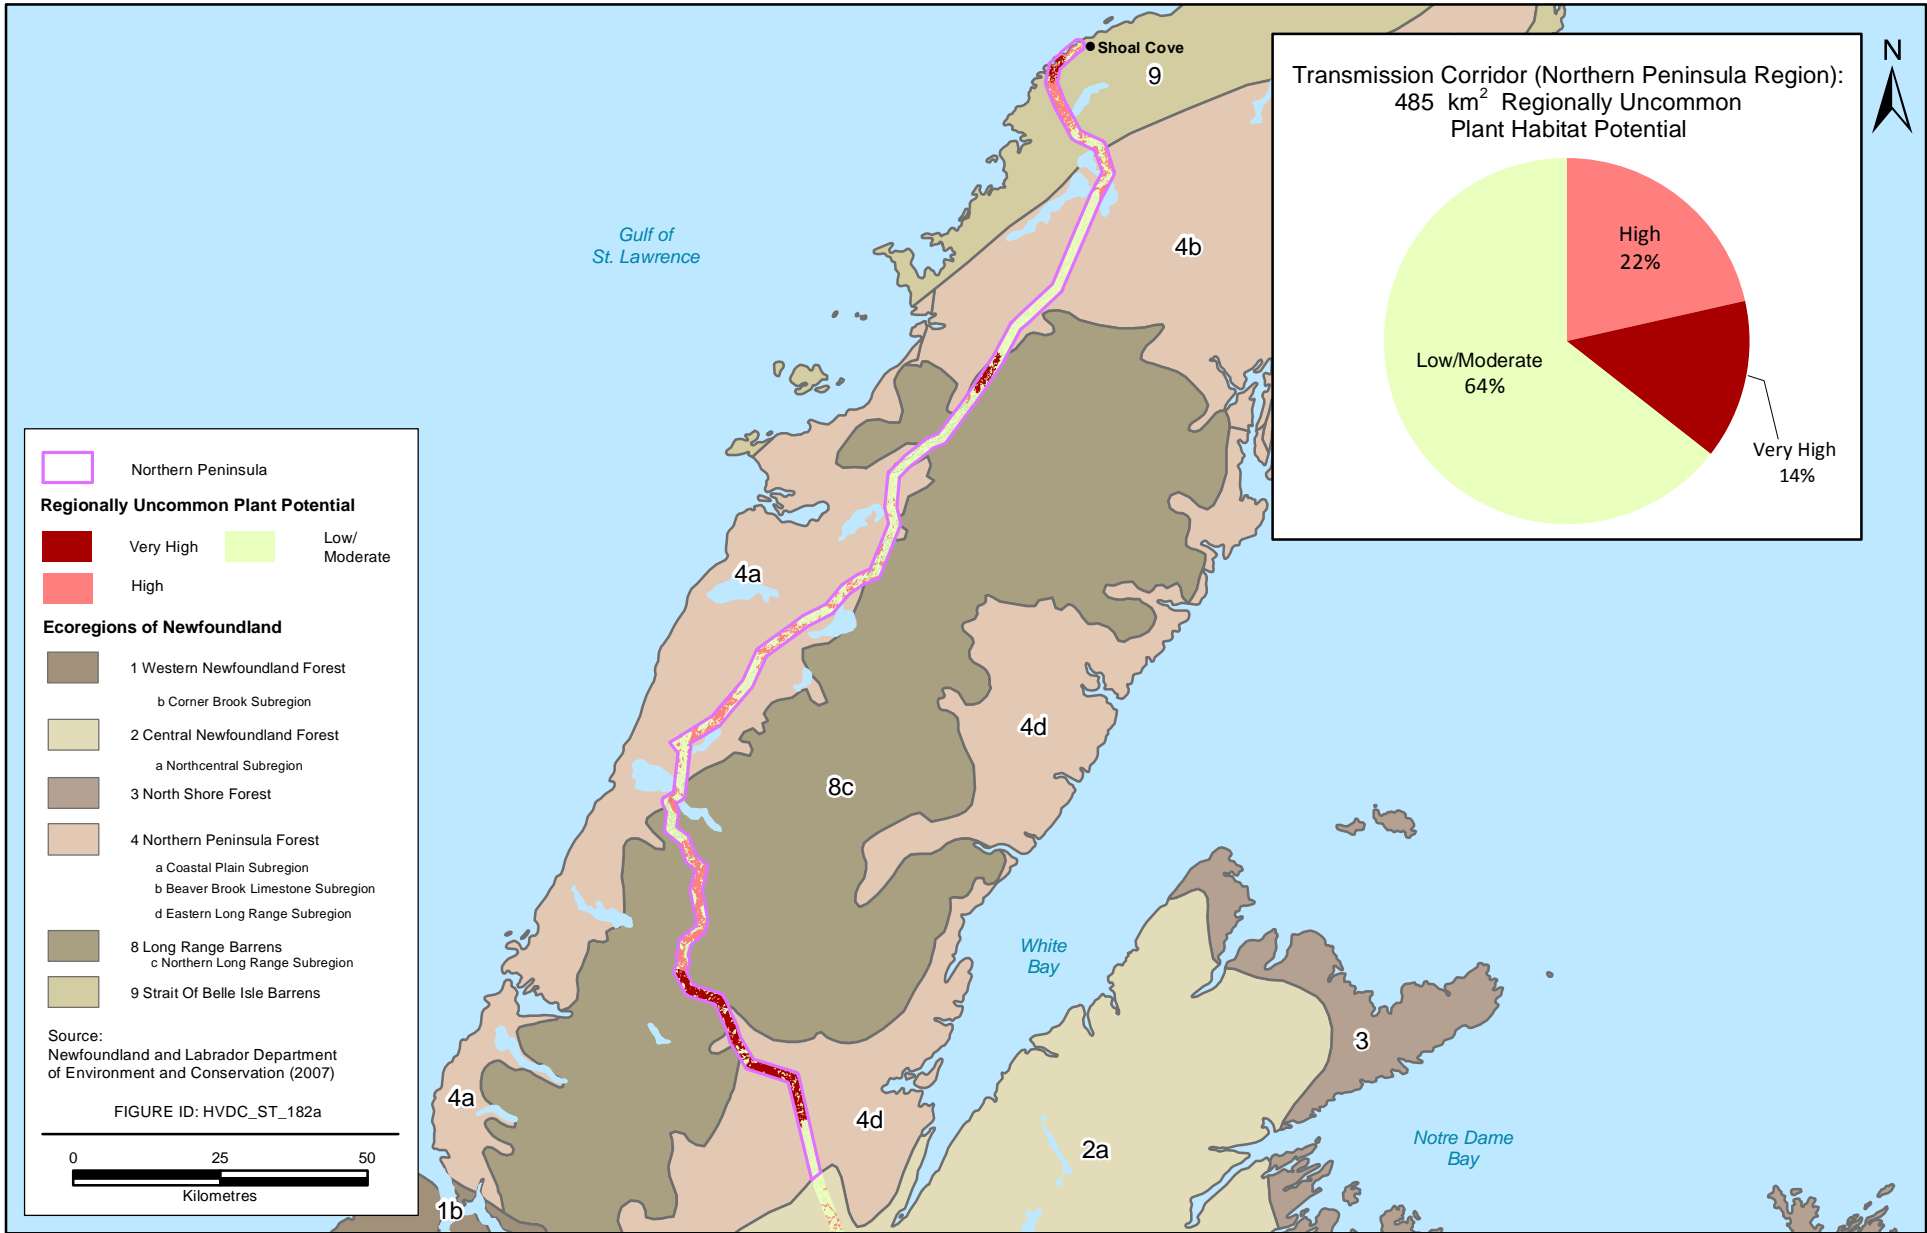 Shoal Cove
9
N
Transmission Corridor (Northern Peninsula Region):
485 km² Regionally Uncommon
Plant Habitat Potential
High
22%
Low/Moderate
64%
Very High
14%
Gulf of
St. Lawrence
4b
4a
4d
8c
White
Bay
3
4a
4d
2a
Notre Dame
Bay
1b
Northern Peninsula
Regionally Uncommon Plant Potential
Very High
Low/
Moderate
High
Ecoregions of Newfoundland
1 Western Newfoundland Forest
b Corner Brook Subregion
2 Central Newfoundland Forest
a Northcentral Subregion
3 North Shore Forest
4 Northern Peninsula Forest
a Coastal Plain Subregion
b Beaver Brook Limestone Subregion
d Eastern Long Range Subregion
8 Long Range Barrens
c Northern Long Range Subregion
9 Strait Of Belle Isle Barrens
Source:
Newfoundland and Labrador Department
of Environment and Conservation (2007)
FIGURE ID: HVDC_ST_182a
0 25 50
Kilometres